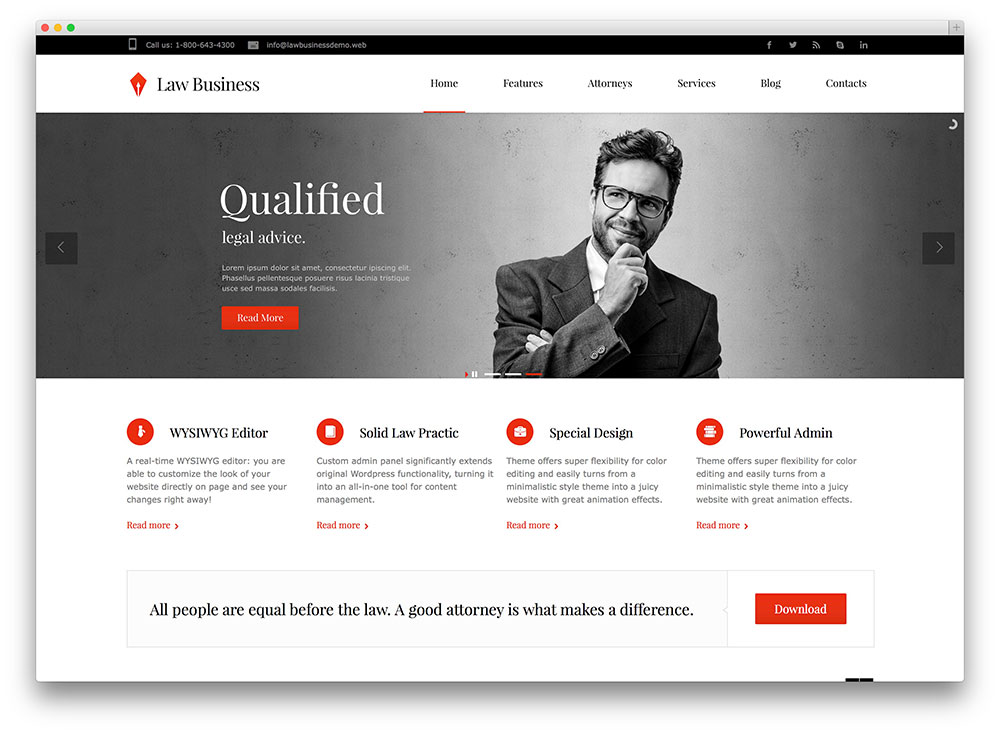 Call us: 1-800-643-4300 info@lawbusinessdemo.web
Law Business
Home Features Attorneys Services Blog Contacts
Qualified
legal advice.
Lorem ipsum dolor sit amet, consectetur ipiscing elit.
Phasellus pellentesque posuere risus lacinia tristique
usce sed massa sodales facilisis.
Read More
WYSIWYG Editor
A real-time WYSIWYG editor: you are
able to customize the look of your
website directly on page and see your
changes right away!
Read more
Solid Law Practic
Custom admin panel significantly extends
original Wordpress functionality, turning it
into an all-in-one tool for content
management.
Read more
Special Design
Theme offers super flexibility for color
editing and easily turns from a
minimalistic style theme into a juicy
website with great animation effects.
Read more
Powerful Admin
Theme offers super flexibility for color
editing and easily turns from a
minimalistic style theme into a juicy
website with great animation effects.
Read more
All people are equal before the law. A good attorney is what makes a difference.
Download